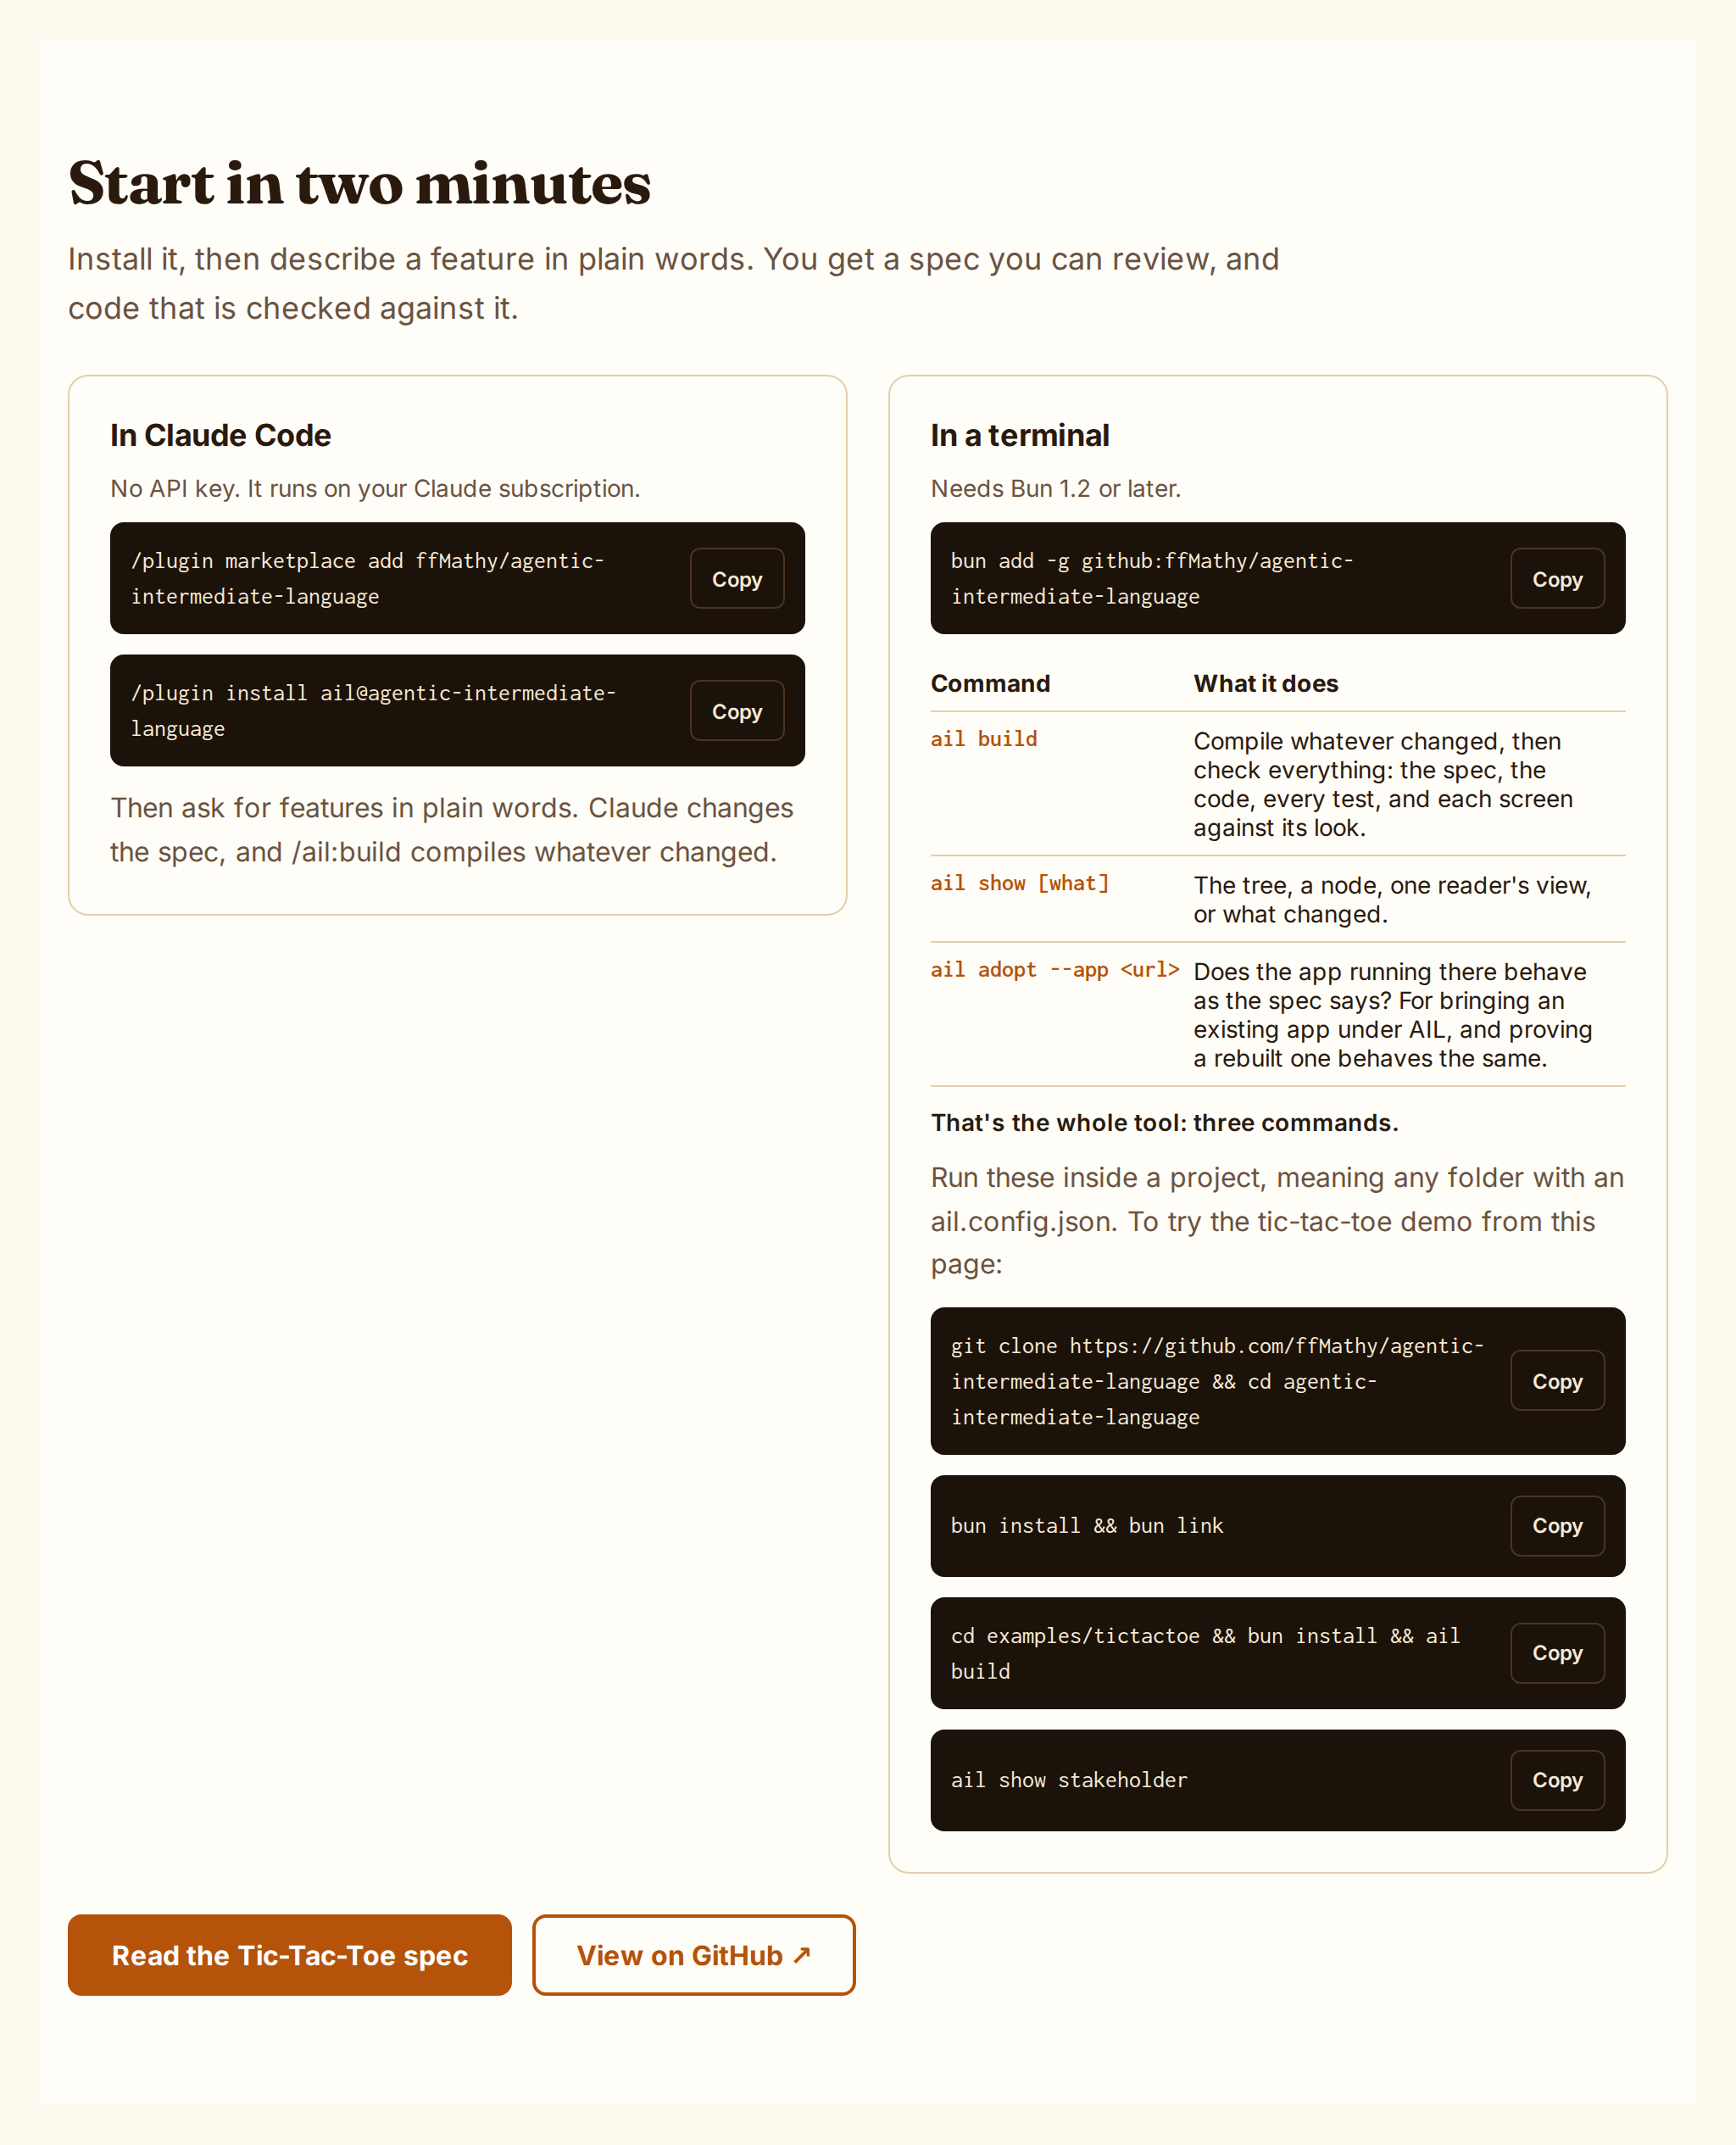 Start in two minutes
Install it, then describe a feature in plain words. You get a spec you can review, and
code that is checked against it.
In Claude Code
No API key. It runs on your Claude subscription.
/plugin marketplace add ffMathy/agentic-
intermediate-language
Copy
/plugin install ail@agentic-intermediate-
language
Copy
Then ask for features in plain words. Claude changes
the spec, and /ail:build compiles whatever changed.
In a terminal
Needs Bun 1.2 or later.
bun add -g github:ffMathy/agentic-
intermediate-language
Copy
Command What it does
ail build
Compile whatever changed, then
check everything: the spec, the
code, every test, and each screen
against its look.
ail show [what]
The tree, a node, one reader's view,
or what changed.
ail adopt --app <url>
Does the app running there behave
as the spec says? For bringing an
existing app under AIL, and proving
a rebuilt one behaves the same.
That's the whole tool: three commands.
Run these inside a project, meaning any folder with an
ail.config.json. To try the tic-tac-toe demo from this
page:
git clone https://github.com/ffMathy/agentic-
intermediate-language && cd agentic-
intermediate-language
Copy
bun install && bun link
Copy
cd examples/tictactoe && bun install && ail
build
Copy
ail show stakeholder
Copy
Read the Tic-Tac-Toe spec
View on GitHub ↗